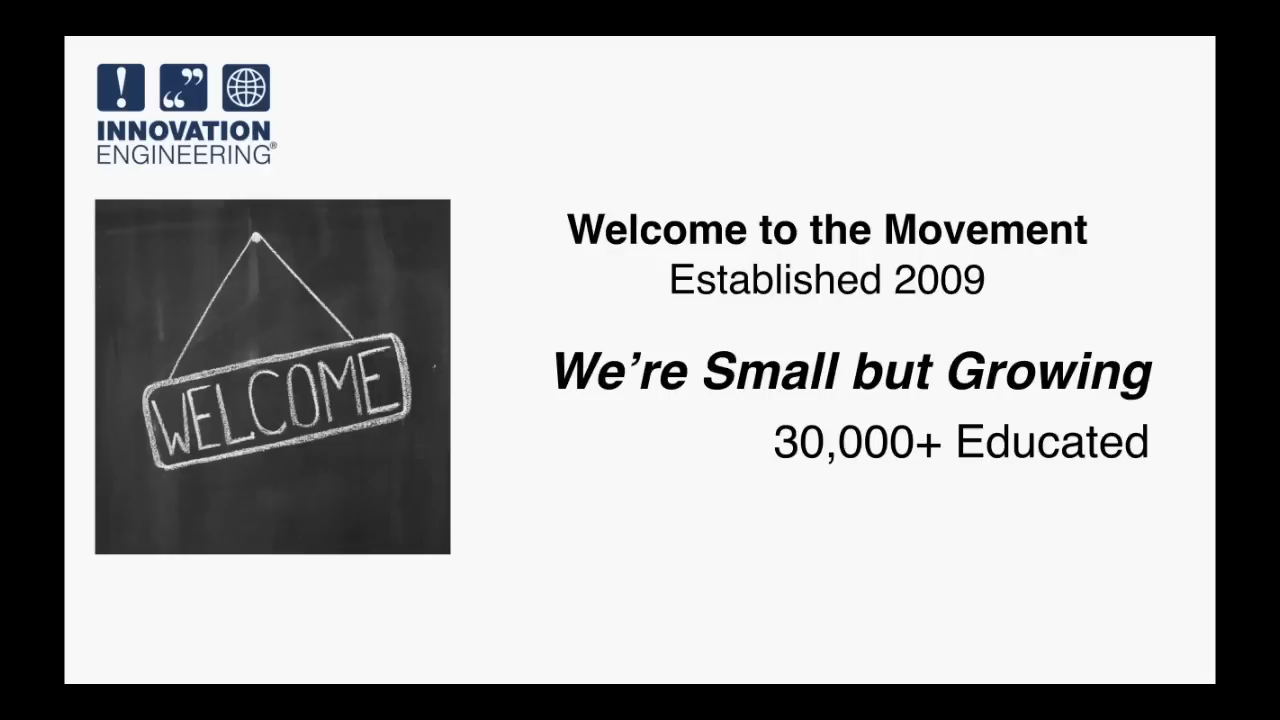 INNOVATION
ENGINEERING®
WELCOME
Welcome to the Movement
Established 2009
We’re Small but Growing
30,000+ Educated